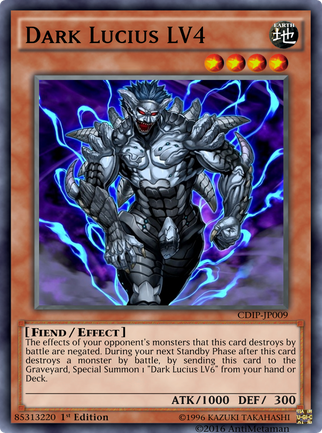 Dark Lucius LV4
EARTH
地
CDIP-JP009
[FIEND / EFFECT]
The effects of your opponent's monsters that this card destroys by
battle are negated. During your next Standby Phase after this card
destroys a monster by battle, by sending this card to the
Graveyard, Special Summon 1 "Dark Lucius LV6" from your hand or
Deck.
ATK/1000 DEF/ 300
85313220 1st Edition ©1996 KAZUKI TAKAHASHI
©2016 AntiMetaman